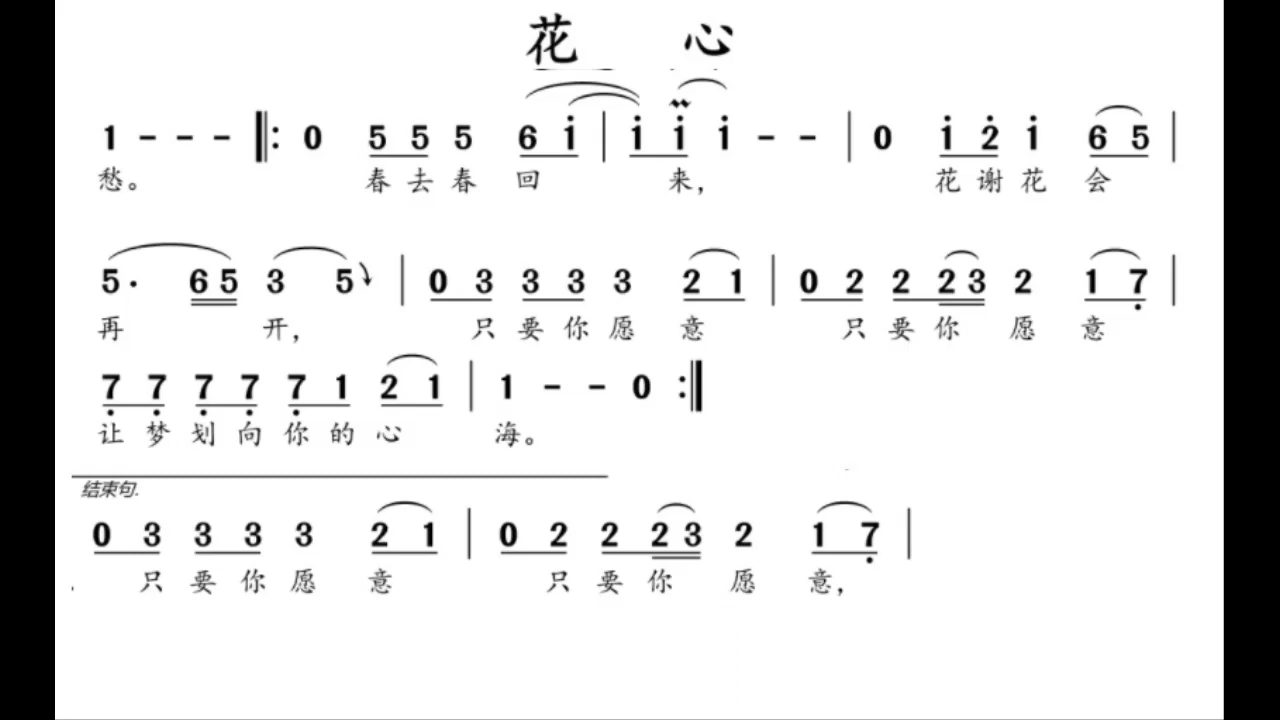 花 心
1 - - - ‖: 0 5 5 5 6 i | i i i - - | 0 i 2̇ i 6 5 |
愁。 春 去 春 回 来， 花 谢 花 会
5· 6 5 3 5 | 0 3 3 3 3 2 1 | 0 2 2 2 3 2 1 7̣ |
再 开， 只 要 你 愿 意 只 要 你 愿 意
7̣ 7̣ 7̣ 7̣ 7̣ 1 2 1 | 1 - - 0 :‖
让 梦 划 向 你 的 心 海。
结束句.
0 3 3 3 3 2 1 | 0 2 2 2 3 2 1 7̣ |
只 要 你 愿 意 只 要 你 愿 意，